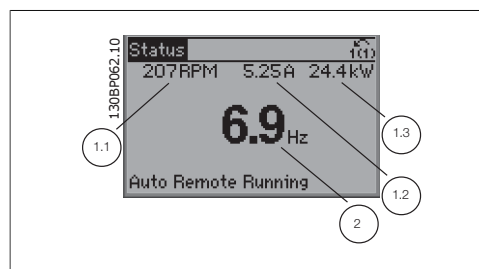 130BP062.10
Status
1(1)
207RPM 5.25A 24.4kW
6.9Hz
Auto Remote Running
1.1
1.3
1.2
2